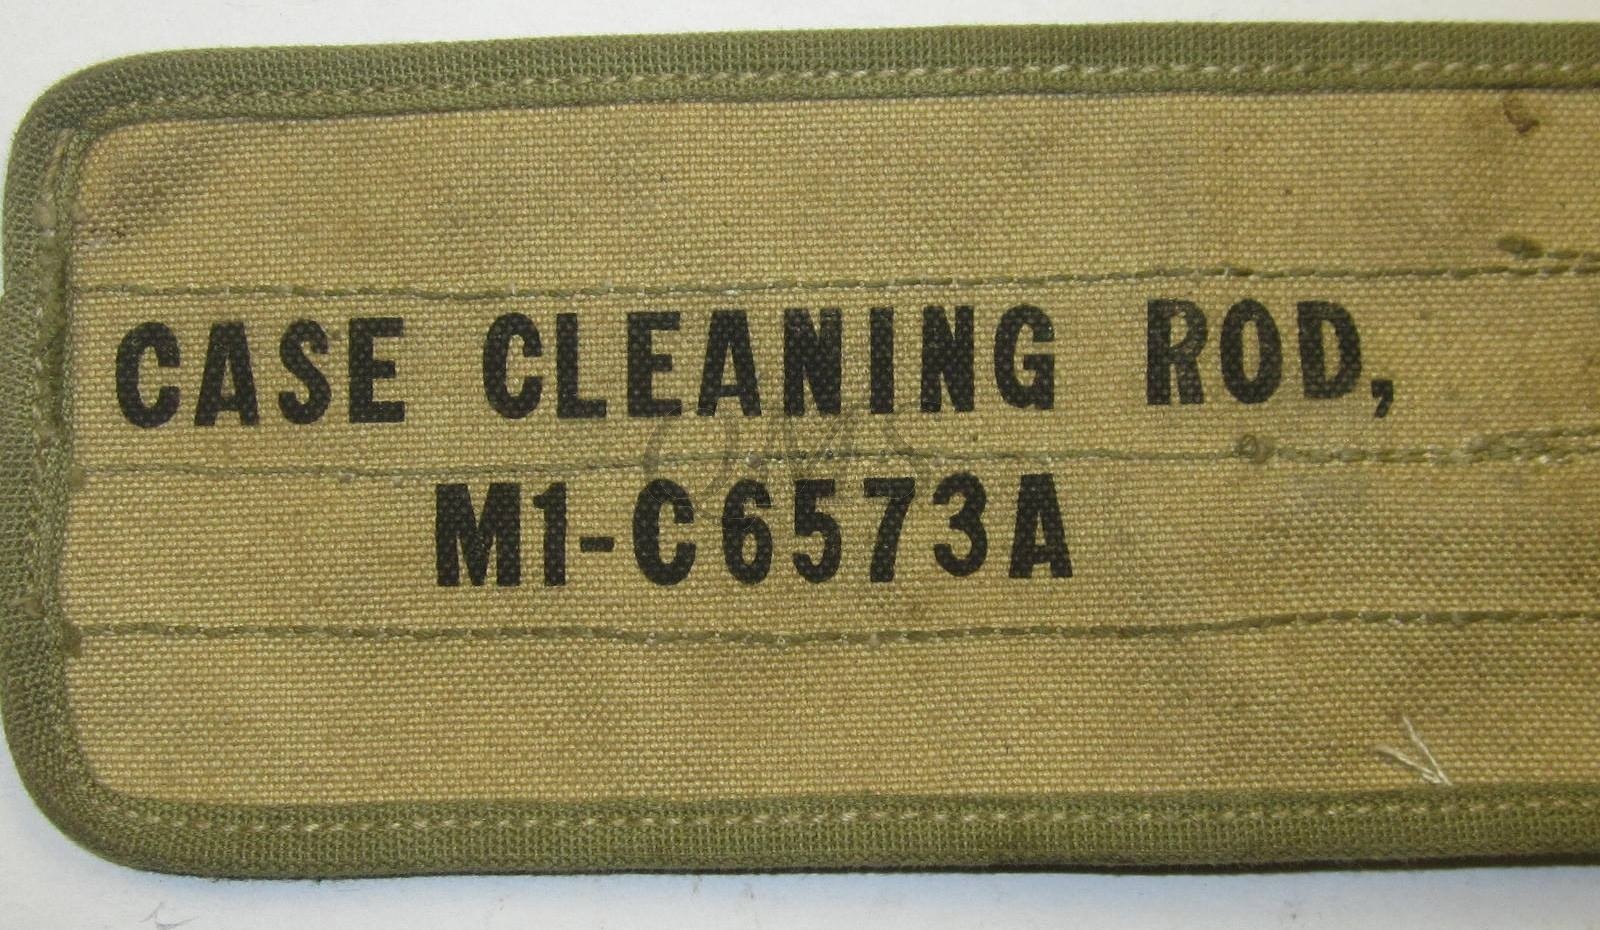 CASE CLEANING ROD,
M1-C6573A